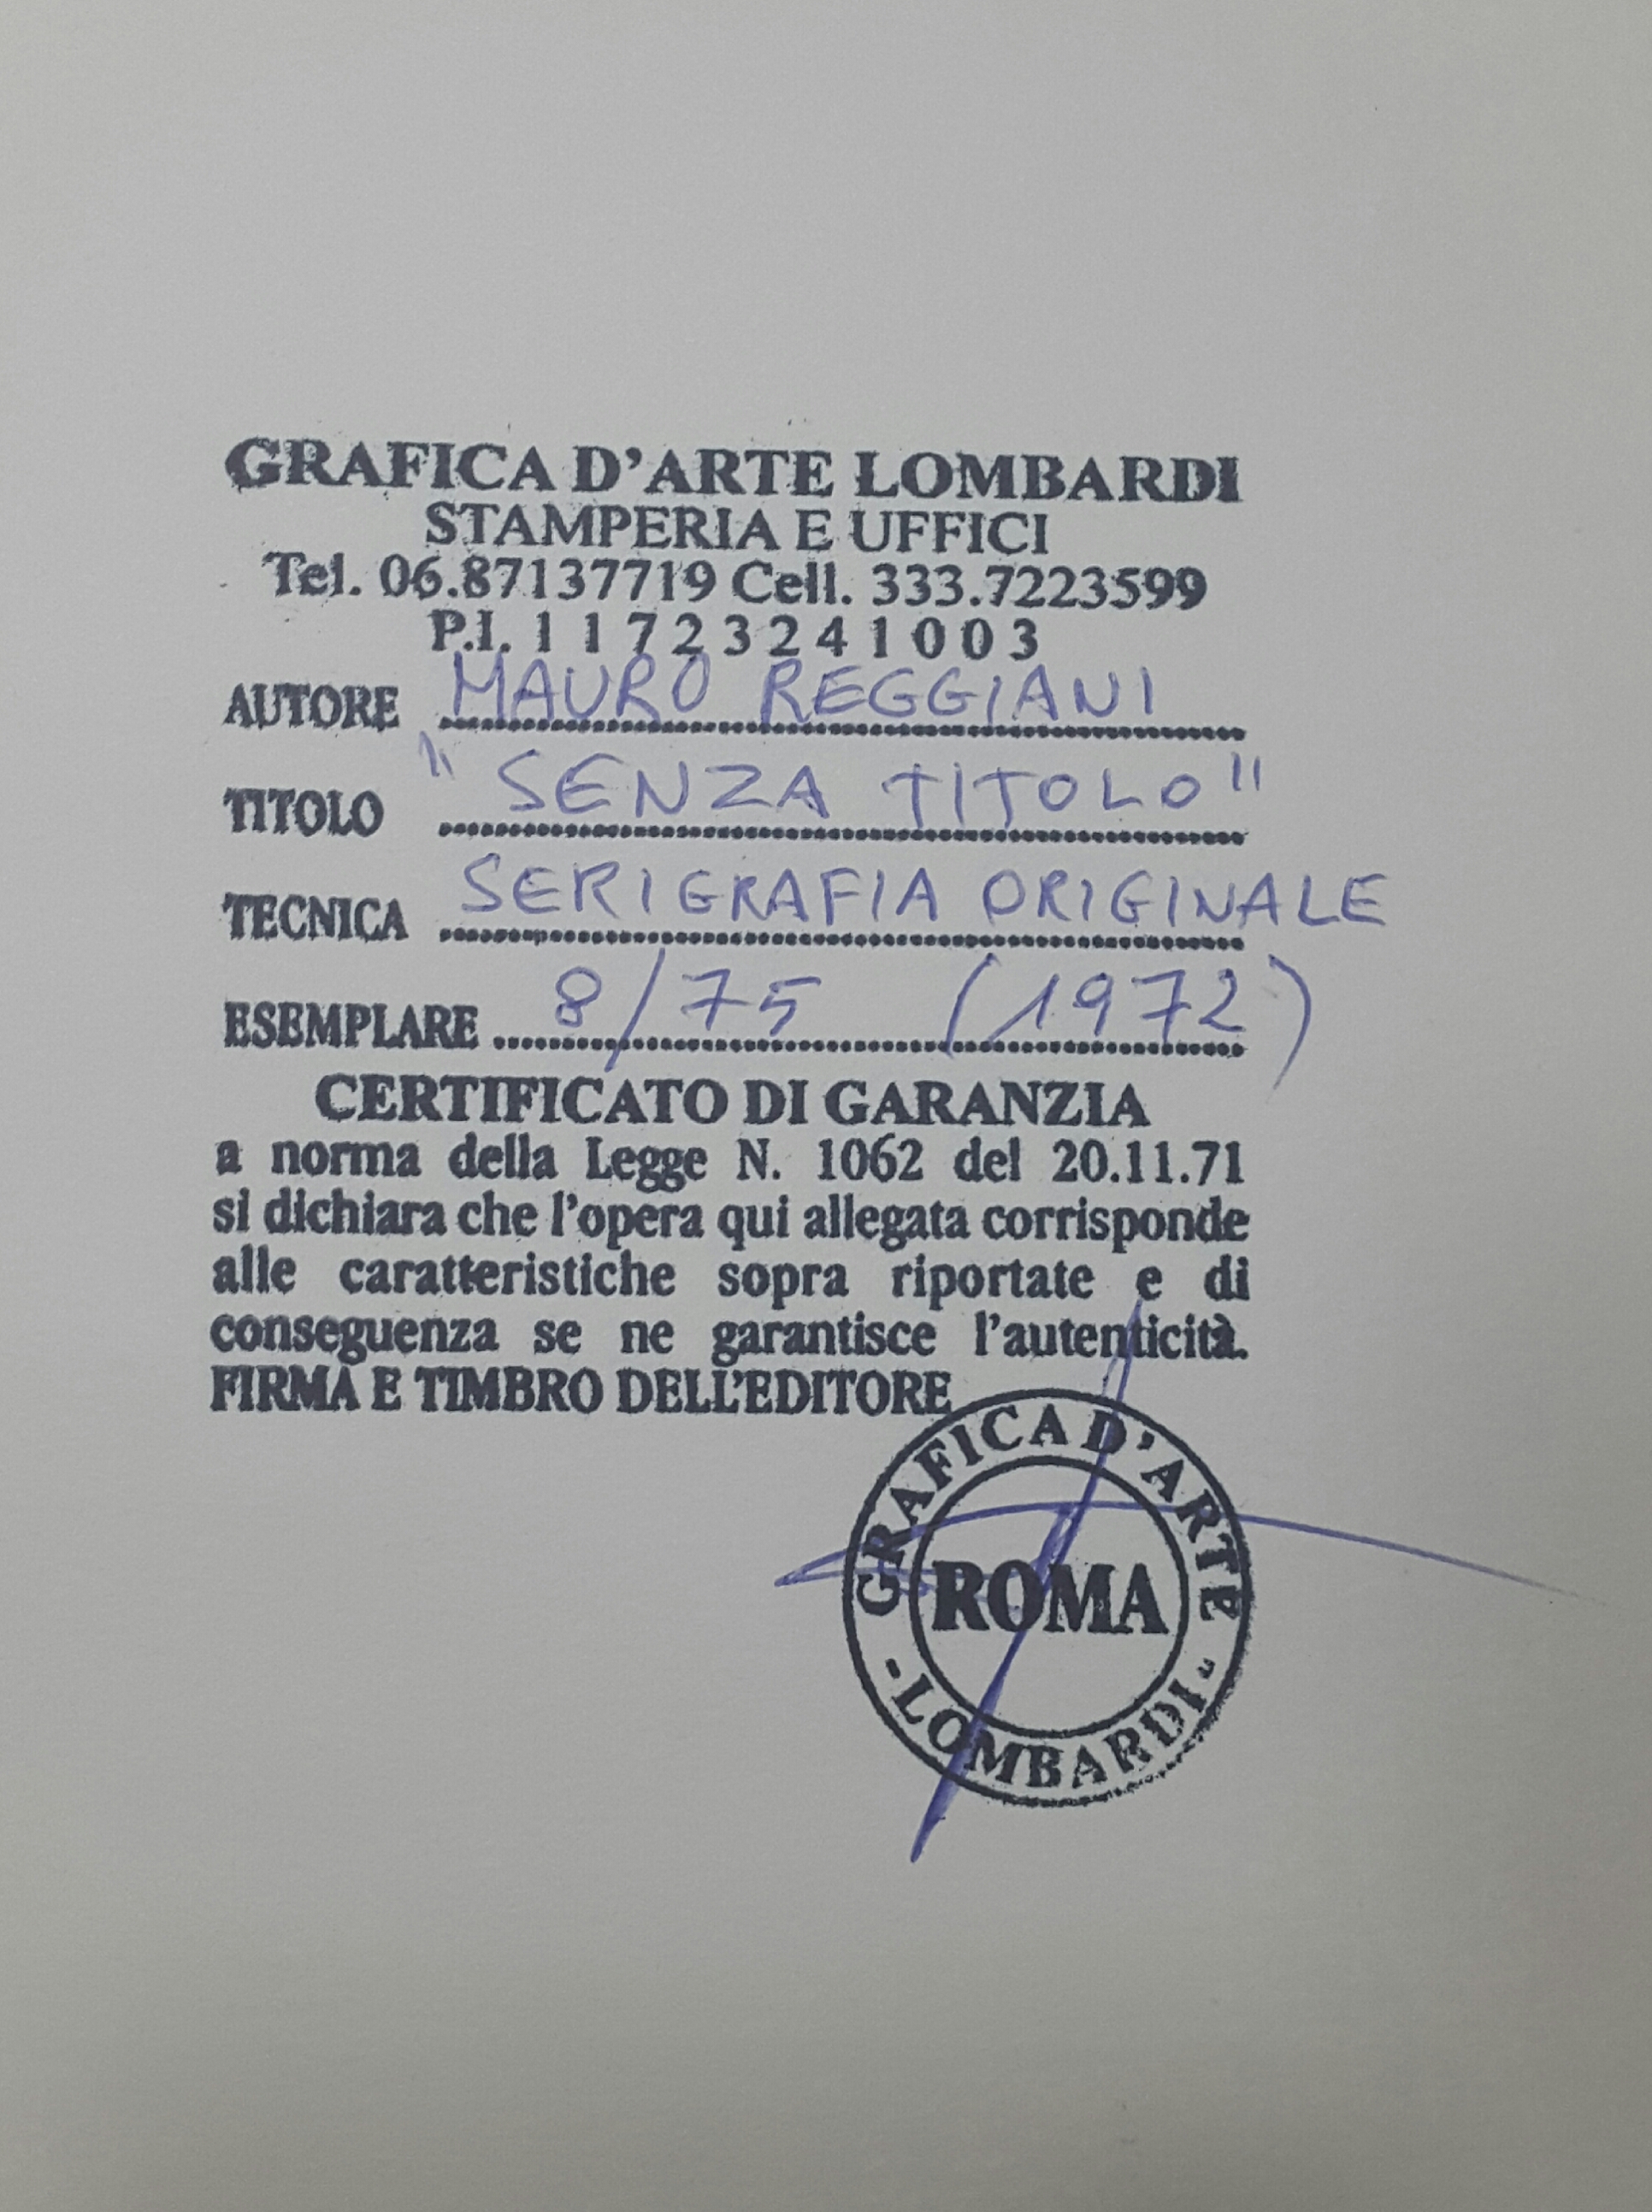 GRAFICA D'ARTE LOMBARDI
STAMPERIA E UFFICI
Tel. 06.87137719 Cell. 333.7223599
P.I. 11723241003
AUTORE MAURO REGGIANI
TITOLO "SENZA TITOLO"
TECNICA SERIGRAFIA ORIGINALE
ESEMPLARE 8/75 (1972)
CERTIFICATO DI GARANZIA
a norma della Legge N. 1062 del 20.11.71
si dichiara che l'opera qui allegata corrisponde
alle caratteristiche sopra riportate e di
conseguenza se ne garantisce l'autenticità.
FIRMA E TIMBRO DELL'EDITORE
GRAFICA D'ARTE
ROMA
- LOMBARDI -